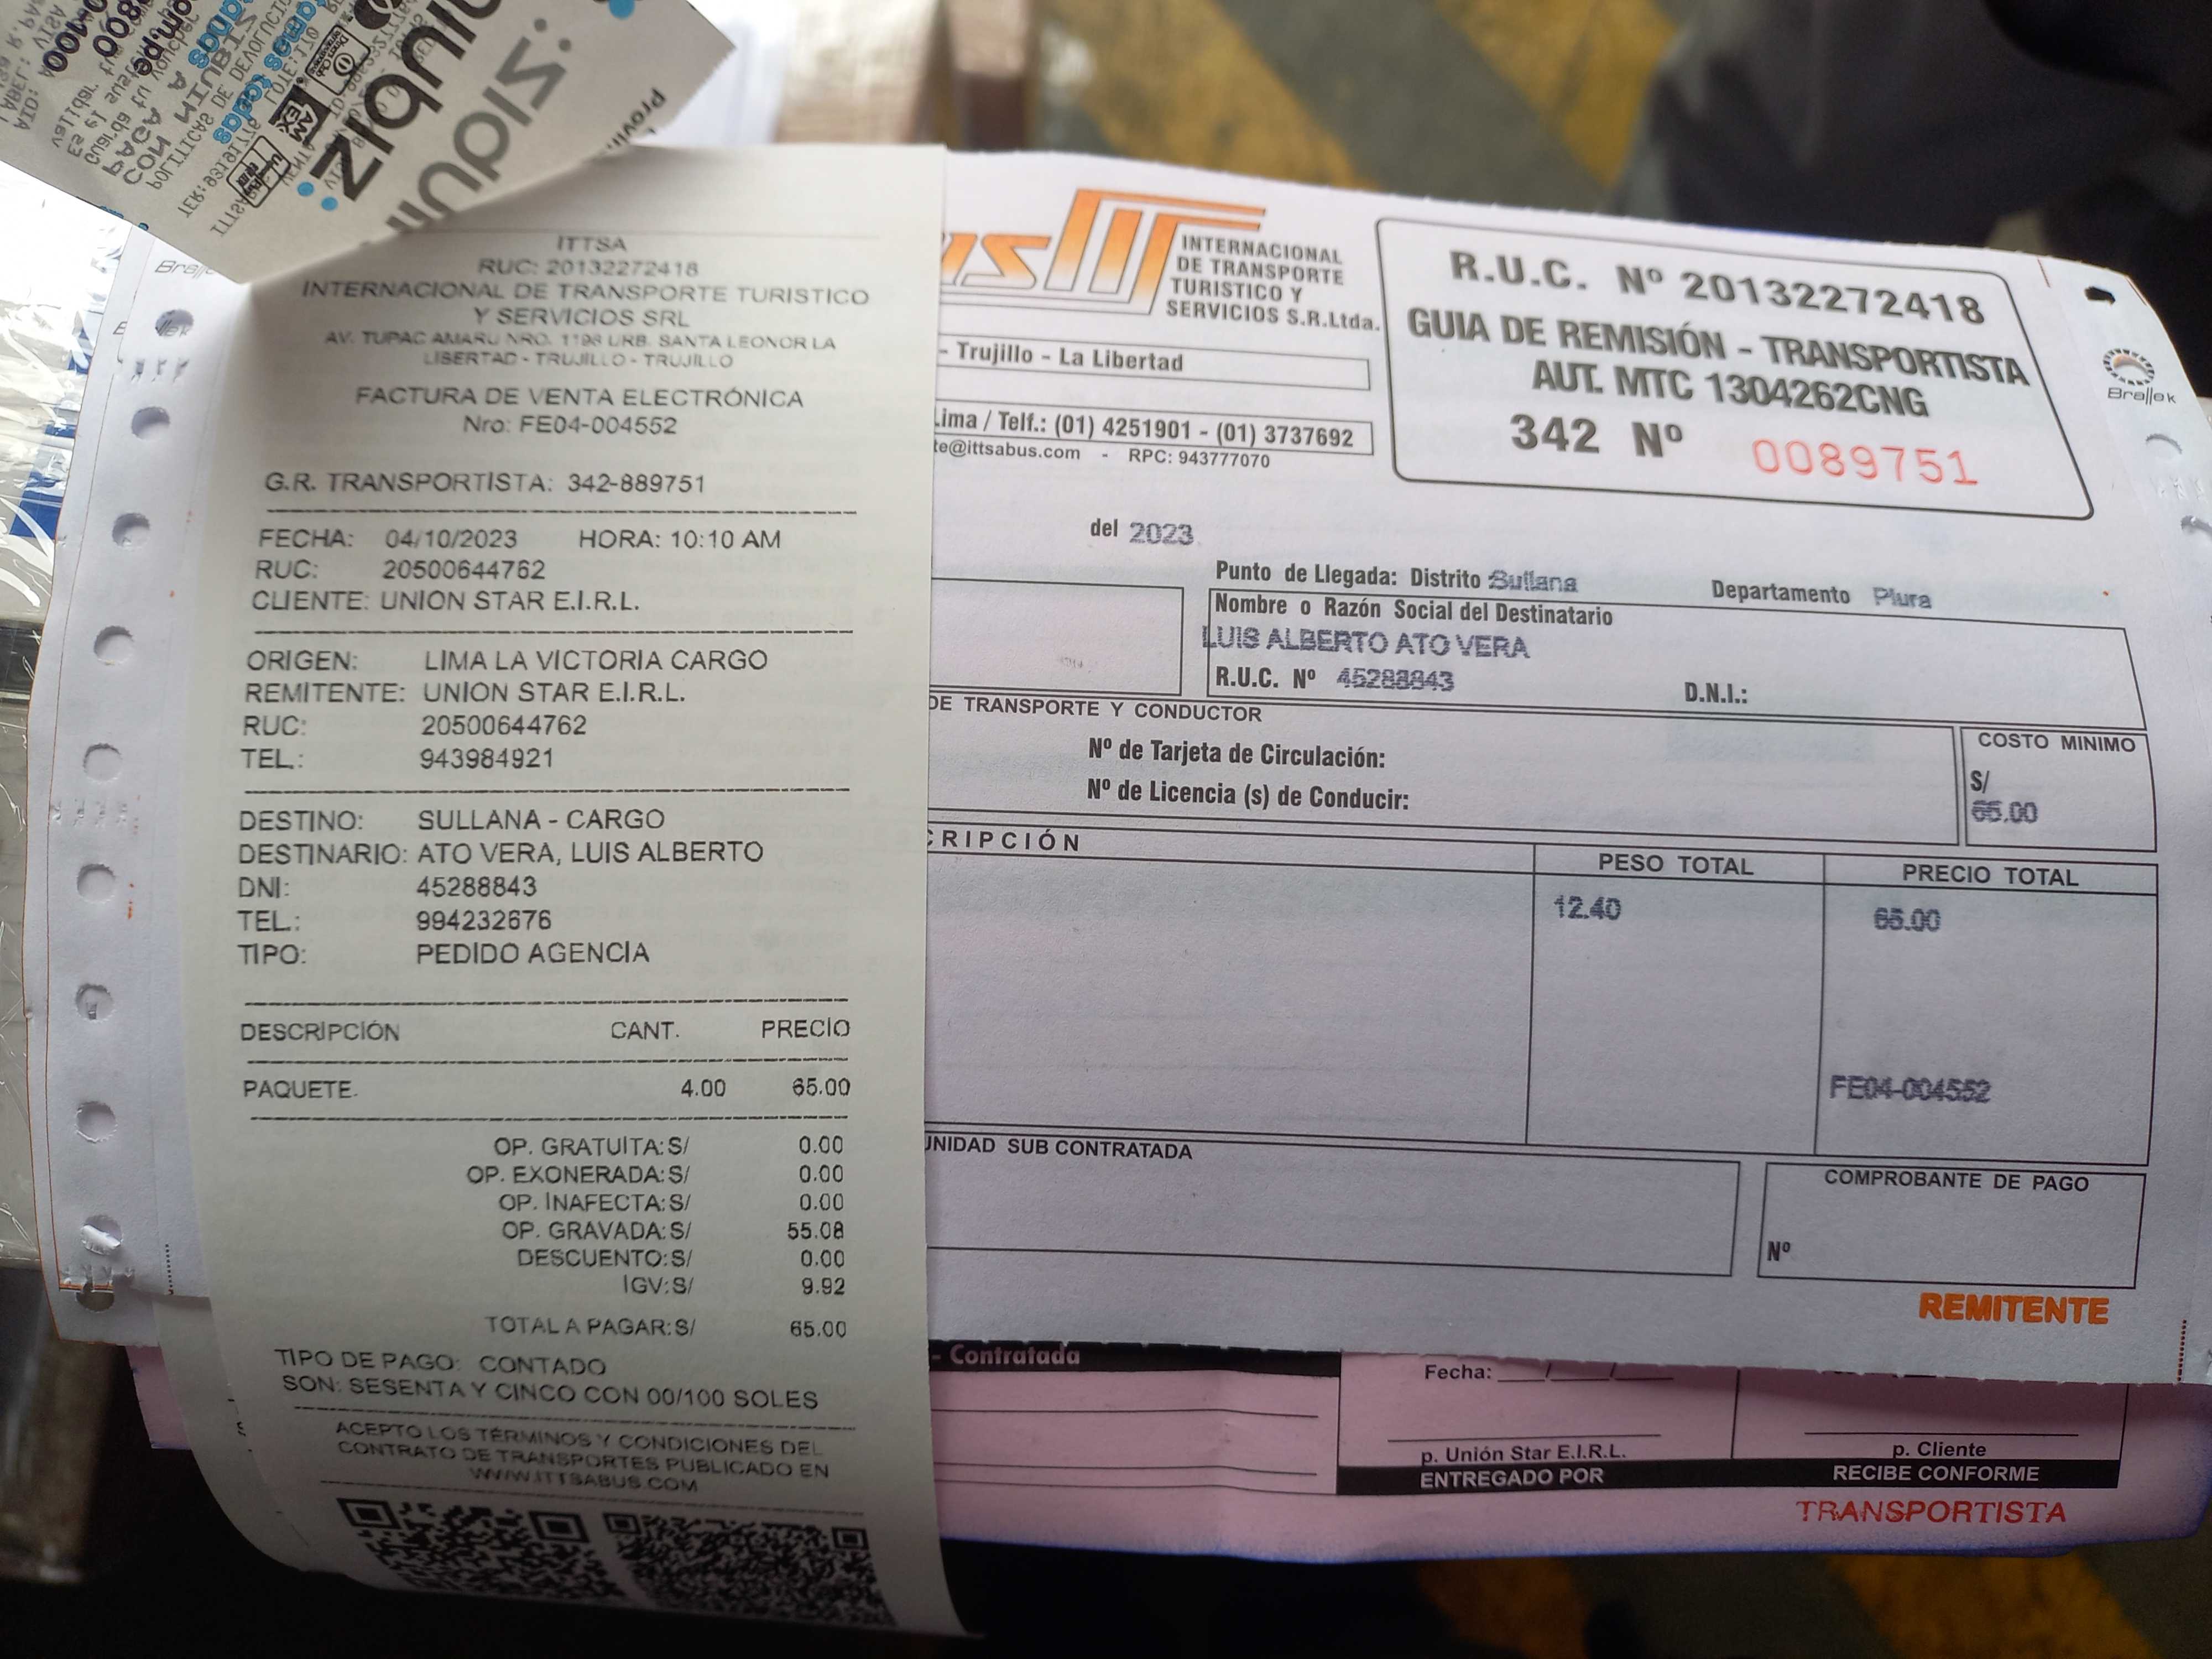 niubiz:
niubiz:
ITTSA
RUC: 20132272418
INTERNACIONAL DE TRANSPORTE TURISTICO
Y SERVICIOS SRL
AV. TUPAC AMARU NRO. 1198 URB. SANTA LEONOR LA
LIBERTAD - TRUJILLO - TRUJILLO
FACTURA DE VENTA ELECTRÓNICA
Nro: FE04-004552
G.R. TRANSPORTISTA: 342-889751
FECHA: 04/10/2023 HORA: 10:10 AM
RUC: 20500644762
CLIENTE: UNION STAR E.I.R.L.
ORIGEN: LIMA LA VICTORIA CARGO
REMITENTE: UNION STAR E.I.R.L.
RUC: 20500644762
TEL.: 943984921
DESTINO: SULLANA - CARGO
DESTINARIO: ATO VERA, LUIS ALBERTO
DNI: 45288843
TEL.: 994232676
TIPO: PEDIDO AGENCIA
DESCRIPCIÓN CANT. PRECIO
PAQUETE. 4.00 65.00
OP. GRATUITA: S/ 0.00
OP. EXONERADA: S/ 0.00
OP. INAFECTA: S/ 0.00
OP. GRAVADA: S/ 55.08
DESCUENTO: S/ 0.00
IGV: S/ 9.92
TOTAL A PAGAR: S/ 65.00
TIPO DE PAGO: CONTADO
SON: SESENTA Y CINCO CON 00/100 SOLES
ACEPTO LOS TÉRMINOS Y CONDICIONES DEL
CONTRATO DE TRANSPORTES PUBLICADO EN
WWW.ITTSABUS.COM
INTERNACIONAL
DE TRANSPORTE
TURISTICO Y
SERVICIOS S.R.Ltda.
- Trujillo - La Libertad
Lima / Telf.: (01) 4251901 - (01) 3737692
te@ittsabus.com - RPC: 943777070
R.U.C. Nº 20132272418
GUIA DE REMISIÓN - TRANSPORTISTA
AUT. MTC 1304262CNG
342 Nº 0089751
Brallek
del 2023
Punto de Llegada: Distrito Sullana Departamento Piura
Nombre o Razón Social del Destinatario
LUIS ALBERTO ATO VERA
R.U.C. Nº 45288843 D.N.I.:
DE TRANSPORTE Y CONDUCTOR
Nº de Tarjeta de Circulación:
Nº de Licencia (s) de Conducir:
COSTO MINIMO
S/
65.00
CRIPCIÓN PESO TOTAL PRECIO TOTAL
12.40 65.00
FE04-004552
UNIDAD SUB CONTRATADA
COMPROBANTE DE PAGO
Nº
REMITENTE
- Contratada
Fecha: ___/___/___
p. Unión Star E.I.R.L.
ENTREGADO POR
p. Cliente
RECIBE CONFORME
TRANSPORTISTA